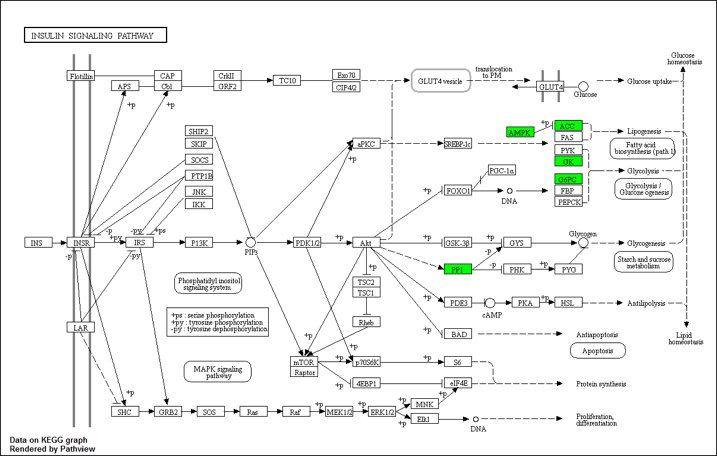 INSULIN SIGNALING PATHWAY
Glucose
homeostasis
Flotillin
CAP
CrkII
Exo70
translocation
to PM
APS
Cbl
GRF2
TC10
CIP4/2
GLUT4 vesicle
GLUT4
Glucose
Glucose uptake
+p
+p
SHIP2
SKIP
SOCS
PTP1B
JNK
IKK
aPKC
SREBP-1c
AMPK
+p
ACC
FAS
Lipogenesis
PYK
GK
Fatty acid
biosynthesis (path 1)
Glycolysis
PGC-1α
FOXO1
DNA
G6PC
FBP
PEPCK
Glycolysis /
Gluconeogenesis
+p
+p
+p
-p
+py
-py
+ps
INS
INSR
IRS
PI3K
PIP3
PDK1/2
+p
Akt
+p
GSK-3β
+p
GYS
Glycogen
Glycogenesis
-p
-py
-p
-p
PP1
PHK
+p
PYG
Starch and sucrose
metabolism
Phosphatidyl inositol
signaling system
+p
TSC2
TSC1
+p
PDE3
cAMP
PKA
+p
HSL
Antilipolysis
+ps : serine phosphorylation
+py : tyrosine phosphorylation
-py : tyrosine dephosphorylation
LAR
Rheb
+p
BAD
Antiapoptosis
Lipid
homeostasis
Apoptosis
MAPK signaling
pathway
mTOR
Raptor
+p
p70S6K
+p
S6
+p
4EBP1
eIF4E
Protein synthesis
+p
SHC
GRB2
SOS
Ras
Raf
+p
MEK1/2
+p
ERK1/2
+p
MNK
+p
+p
Elk1
DNA
Proliferation,
differentiation
Data on KEGG graph
Rendered by Pathview